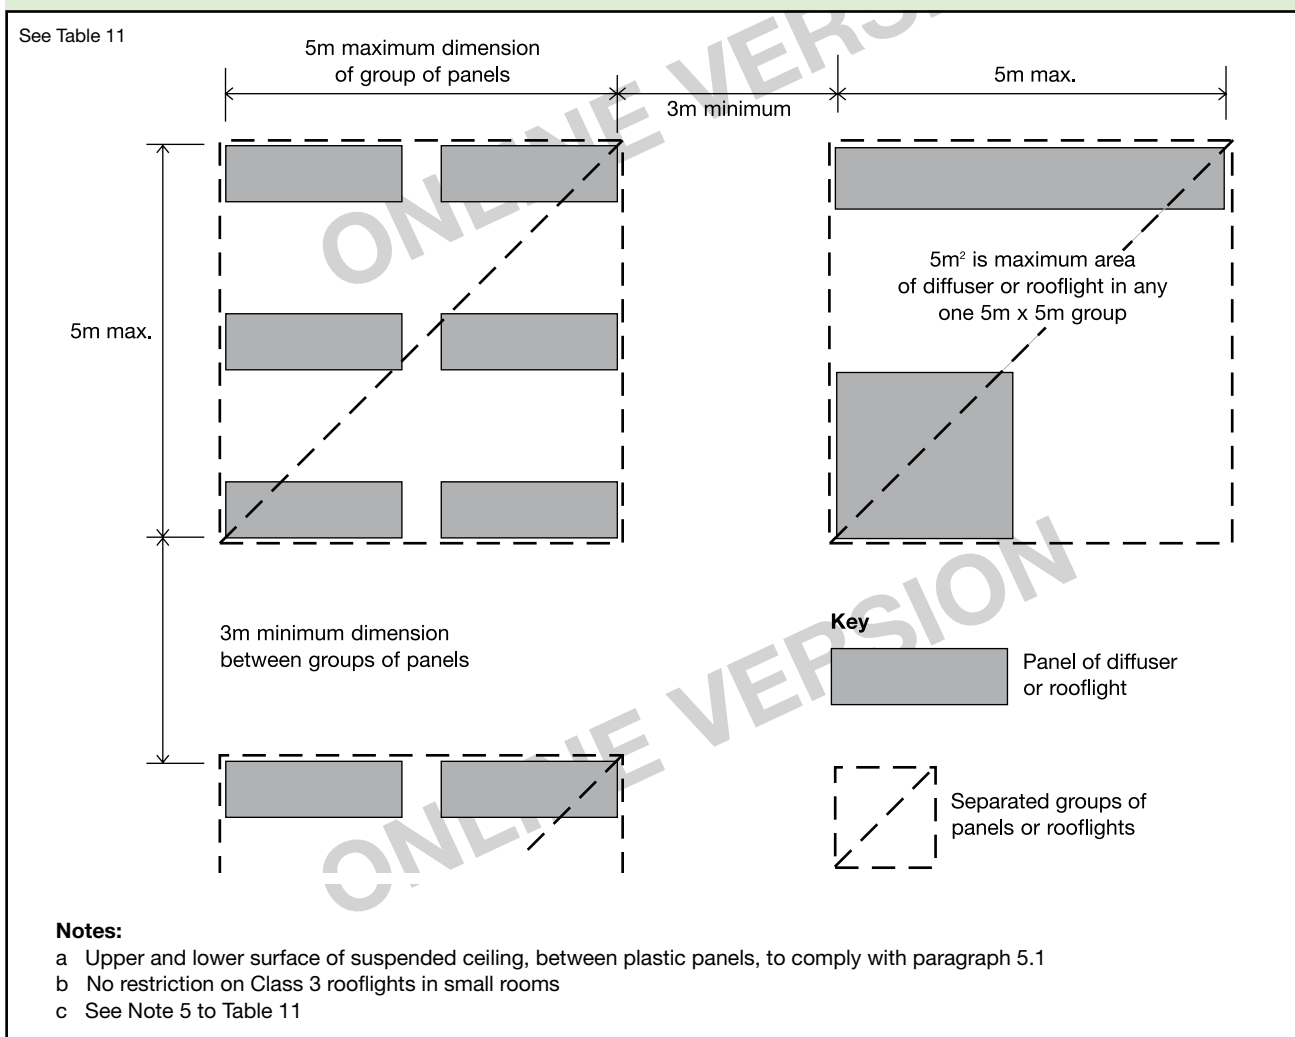 See Table 11
5m maximum dimension
of group of panels
3m minimum
5m max.
ONLINE VERSION
5m max.
5m² is maximum area
of diffuser or rooflight in any
one 5m x 5m group
3m minimum dimension
between groups of panels
Key
Panel of diffuser
or rooflight
Separated groups of
panels or rooflights
ONLINE VERSION
Notes:
a Upper and lower surface of suspended ceiling, between plastic panels, to comply with paragraph 5.1
b No restriction on Class 3 rooflights in small rooms
c See Note 5 to Table 11